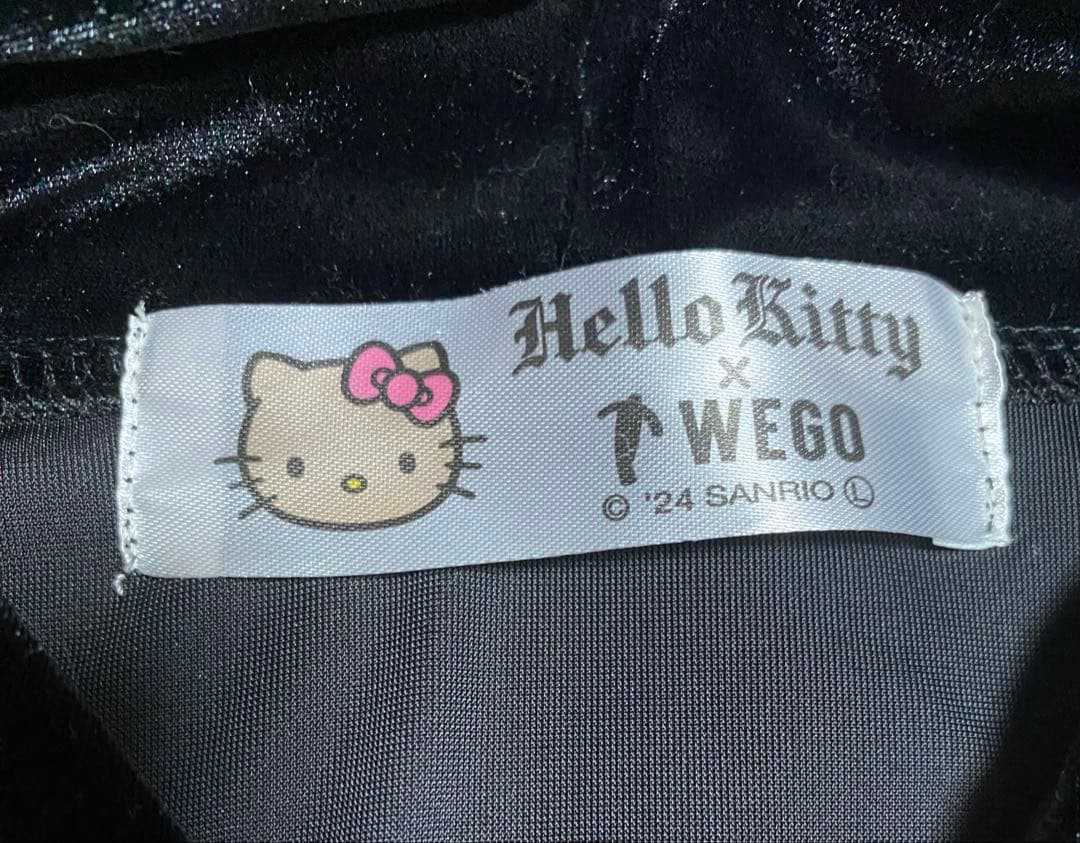 Hello Kitty
×
WEGO
© '24 SANRIO Ⓛ